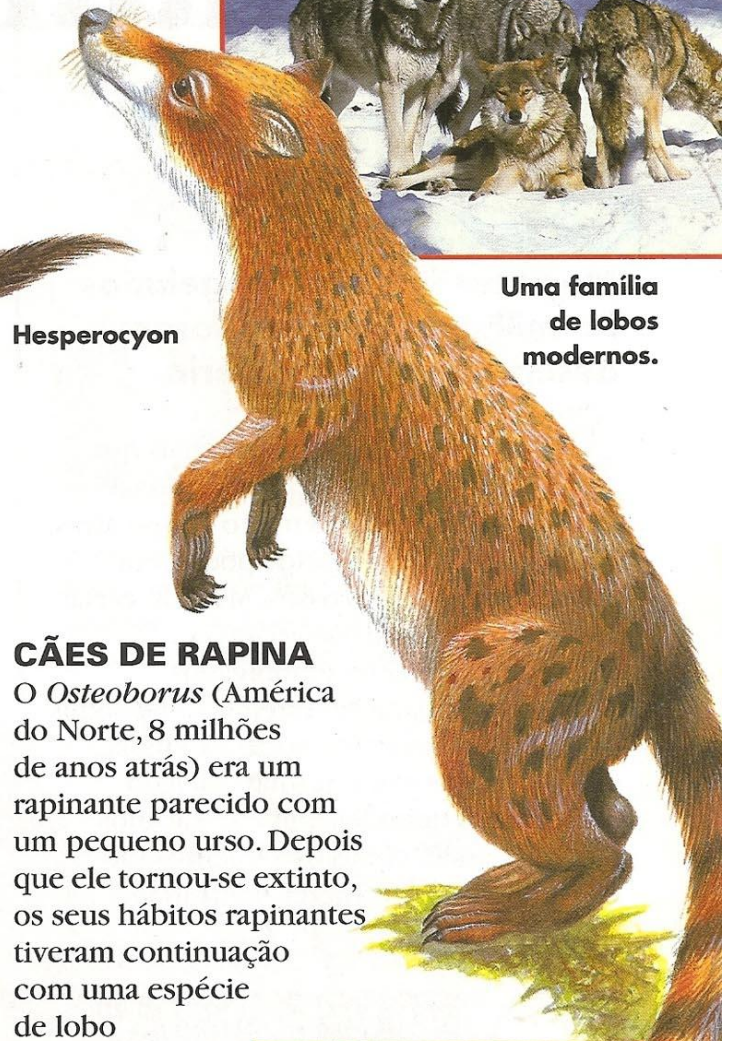 Uma família
de lobos
modernos.
Hesperocyon
CÃES DE RAPINA
O Osteoborus (América
do Norte, 8 milhões
de anos atrás) era um
rapinante parecido com
um pequeno urso. Depois
que ele tornou-se extinto,
os seus hábitos rapinantes
tiveram continuação
com uma espécie
de lobo